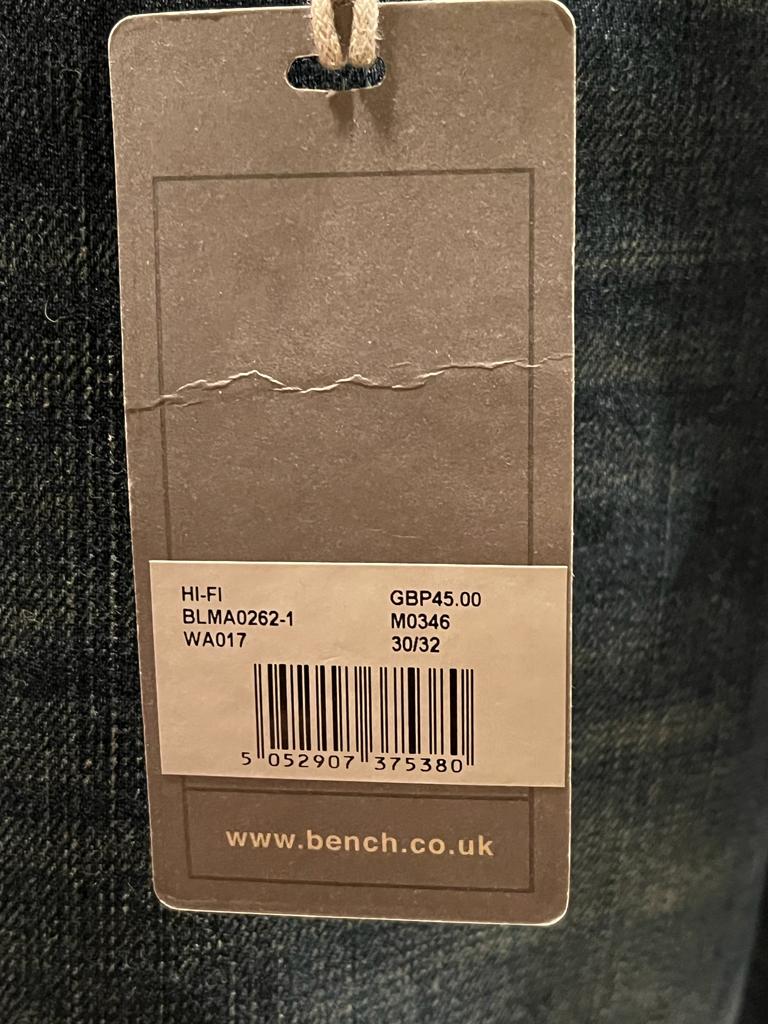 HI-FI GBP45.00
BLMA0262-1 M0346
WA017 30/32
5 052907 375380
www.bench.co.uk